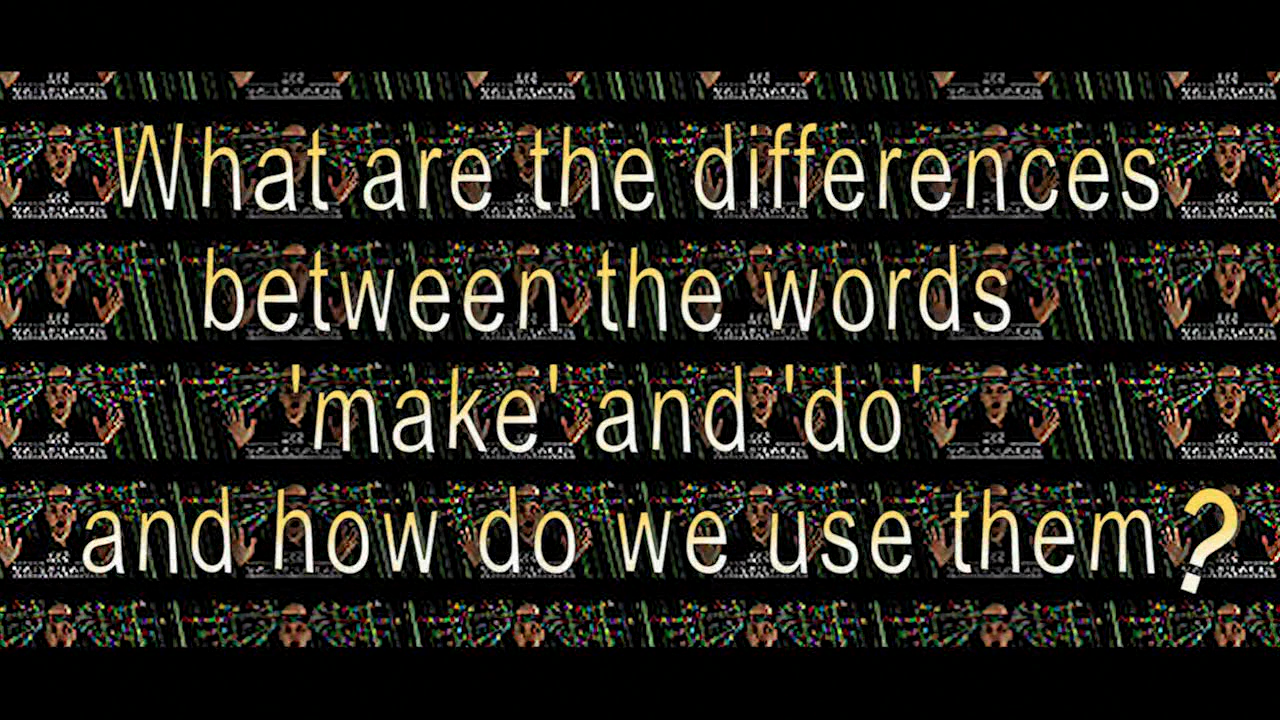 What are the differences
between the words
'make' and 'do'
and how do we use them?